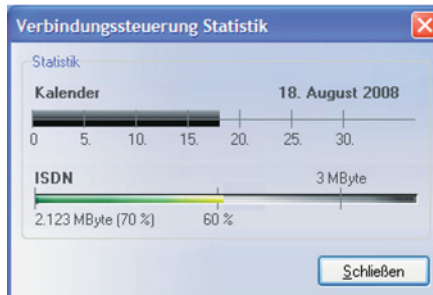 Verbindungssteuerung Statistik
Statistik
Kalender 18. August 2008
0 5. 10. 15. 20. 25. 30.
ISDN 3 MByte
2.123 MByte (70 %) 60 %
Schließen